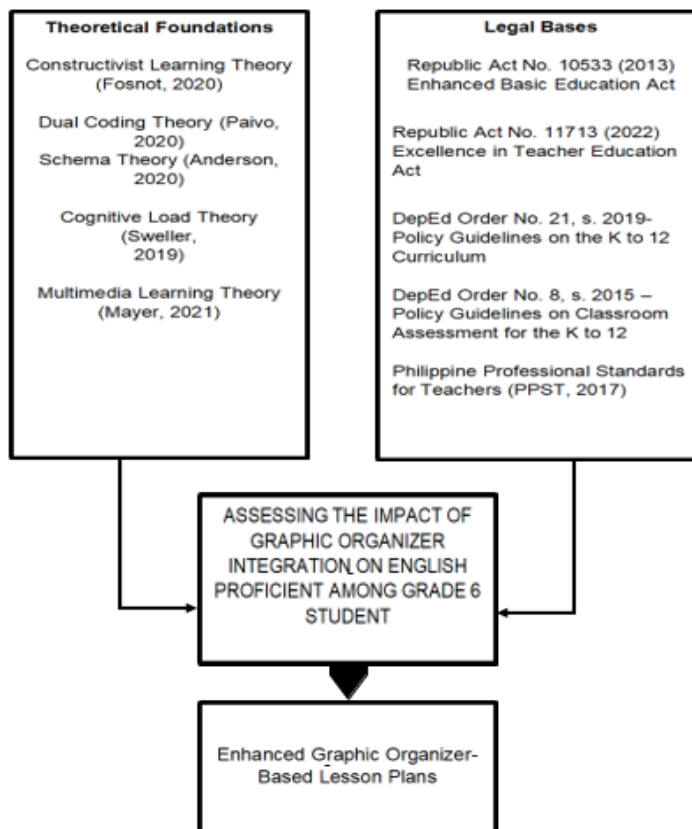 Theoretical Foundations
Constructivist Learning Theory
(Fosnot, 2020)
Dual Coding Theory (Paivo,
2020)
Schema Theory (Anderson,
2020)
Cognitive Load Theory
(Sweller,
2019)
Multimedia Learning Theory
(Mayer, 2021)
Legal Bases
Republic Act No. 10533 (2013)
Enhanced Basic Education Act
Republic Act No. 11713 (2022)
Excellence in Teacher Education
Act
DepEd Order No. 21, s. 2019-
Policy Guidelines on the K to 12
Curriculum
DepEd Order No. 8, s. 2015 –
Policy Guidelines on Classroom
Assessment for the K to 12
Philippine Professional Standards
for Teachers (PPST, 2017)
ASSESSING THE IMPACT OF
GRAPHIC ORGANIZER
INTEGRATION ON ENGLISH
PROFICIENT AMONG GRADE 6
STUDENT
Enhanced Graphic Organizer-
Based Lesson Plans